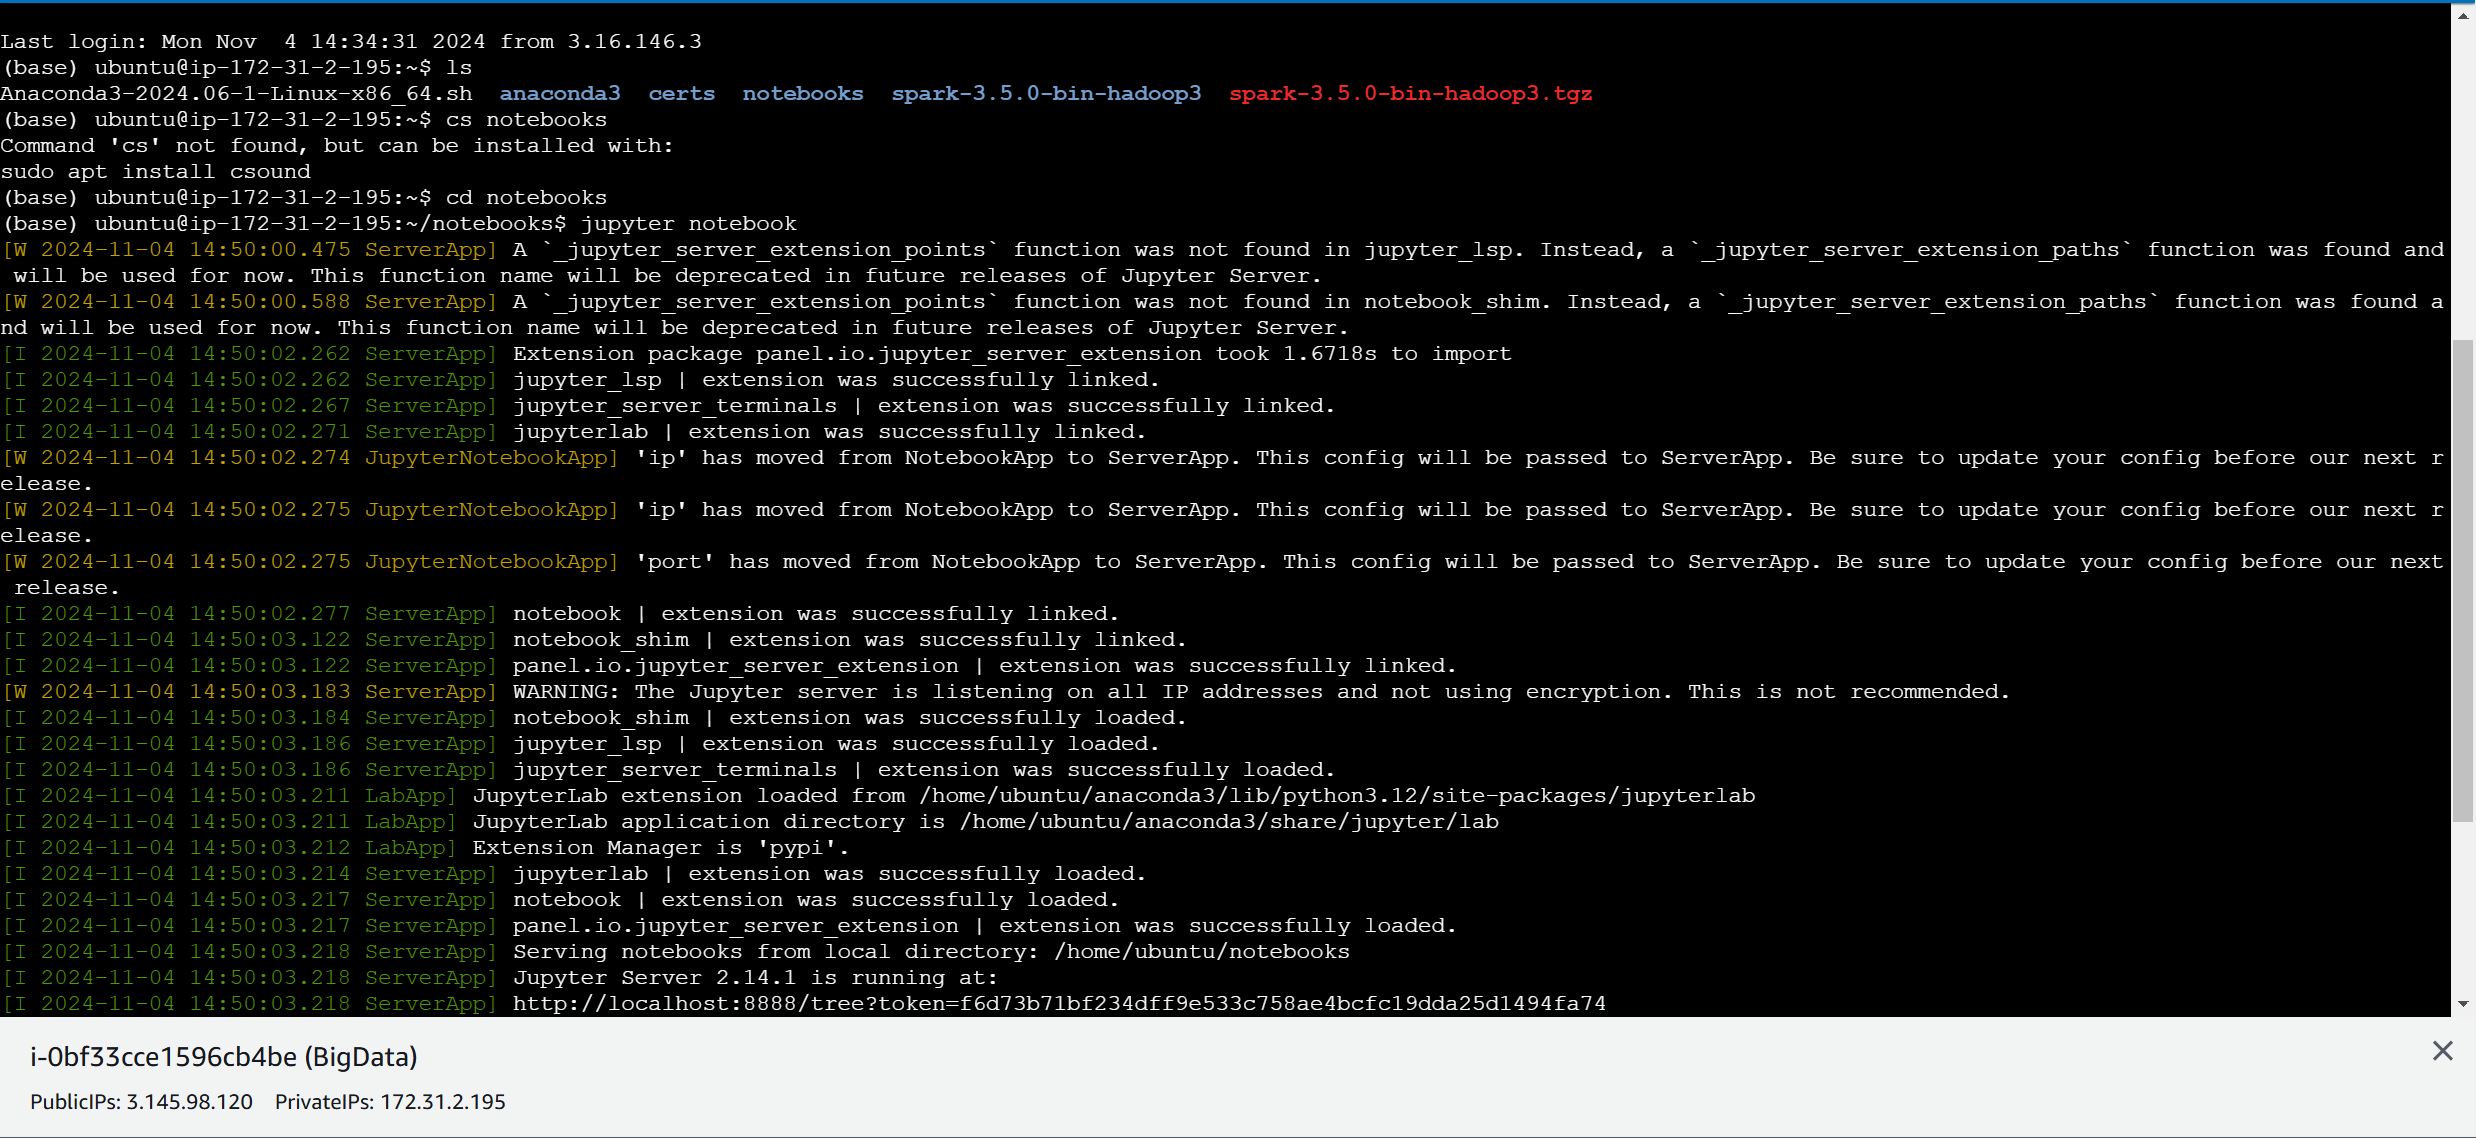 Last login: Mon Nov  4 14:34:31 2024 from 3.16.146.3
(base) ubuntu@ip-172-31-2-195:~$ ls
Anaconda3-2024.06-1-Linux-x86_64.sh  anaconda3  certs  notebooks  spark-3.5.0-bin-hadoop3  spark-3.5.0-bin-hadoop3.tgz
(base) ubuntu@ip-172-31-2-195:~$ cs notebooks
Command 'cs' not found, but can be installed with:
sudo apt install csound
(base) ubuntu@ip-172-31-2-195:~$ cd notebooks
(base) ubuntu@ip-172-31-2-195:~/notebooks$ jupyter notebook
[W 2024-11-04 14:50:00.475 ServerApp] A `_jupyter_server_extension_points` function was not found in jupyter_lsp. Instead, a `_jupyter_server_extension_paths` function was found and
 will be used for now. This function name will be deprecated in future releases of Jupyter Server.
[W 2024-11-04 14:50:00.588 ServerApp] A `_jupyter_server_extension_points` function was not found in notebook_shim. Instead, a `_jupyter_server_extension_paths` function was found a
nd will be used for now. This function name will be deprecated in future releases of Jupyter Server.
[I 2024-11-04 14:50:02.262 ServerApp] Extension package panel.io.jupyter_server_extension took 1.6718s to import
[I 2024-11-04 14:50:02.262 ServerApp] jupyter_lsp | extension was successfully linked.
[I 2024-11-04 14:50:02.267 ServerApp] jupyter_server_terminals | extension was successfully linked.
[I 2024-11-04 14:50:02.271 ServerApp] jupyterlab | extension was successfully linked.
[W 2024-11-04 14:50:02.274 JupyterNotebookApp] 'ip' has moved from NotebookApp to ServerApp. This config will be passed to ServerApp. Be sure to update your config before our next r
elease.
[W 2024-11-04 14:50:02.275 JupyterNotebookApp] 'ip' has moved from NotebookApp to ServerApp. This config will be passed to ServerApp. Be sure to update your config before our next r
elease.
[W 2024-11-04 14:50:02.275 JupyterNotebookApp] 'port' has moved from NotebookApp to ServerApp. This config will be passed to ServerApp. Be sure to update your config before our next
 release.
[I 2024-11-04 14:50:02.277 ServerApp] notebook | extension was successfully linked.
[I 2024-11-04 14:50:03.122 ServerApp] notebook_shim | extension was successfully linked.
[I 2024-11-04 14:50:03.122 ServerApp] panel.io.jupyter_server_extension | extension was successfully linked.
[W 2024-11-04 14:50:03.183 ServerApp] WARNING: The Jupyter server is listening on all IP addresses and not using encryption. This is not recommended.
[I 2024-11-04 14:50:03.184 ServerApp] notebook_shim | extension was successfully loaded.
[I 2024-11-04 14:50:03.186 ServerApp] jupyter_lsp | extension was successfully loaded.
[I 2024-11-04 14:50:03.186 ServerApp] jupyter_server_terminals | extension was successfully loaded.
[I 2024-11-04 14:50:03.211 LabApp] JupyterLab extension loaded from /home/ubuntu/anaconda3/lib/python3.12/site-packages/jupyterlab
[I 2024-11-04 14:50:03.211 LabApp] JupyterLab application directory is /home/ubuntu/anaconda3/share/jupyter/lab
[I 2024-11-04 14:50:03.212 LabApp] Extension Manager is 'pypi'.
[I 2024-11-04 14:50:03.214 ServerApp] jupyterlab | extension was successfully loaded.
[I 2024-11-04 14:50:03.217 ServerApp] notebook | extension was successfully loaded.
[I 2024-11-04 14:50:03.217 ServerApp] panel.io.jupyter_server_extension | extension was successfully loaded.
[I 2024-11-04 14:50:03.218 ServerApp] Serving notebooks from local directory: /home/ubuntu/notebooks
[I 2024-11-04 14:50:03.218 ServerApp] Jupyter Server 2.14.1 is running at:
[I 2024-11-04 14:50:03.218 ServerApp] http://localhost:8888/tree?token=f6d73b71bf234dff9e533c758ae4bcfc19dda25d1494fa74
i-0bf33cce1596cb4be (BigData)
PublicIPs: 3.145.98.120    PrivateIPs: 172.31.2.195